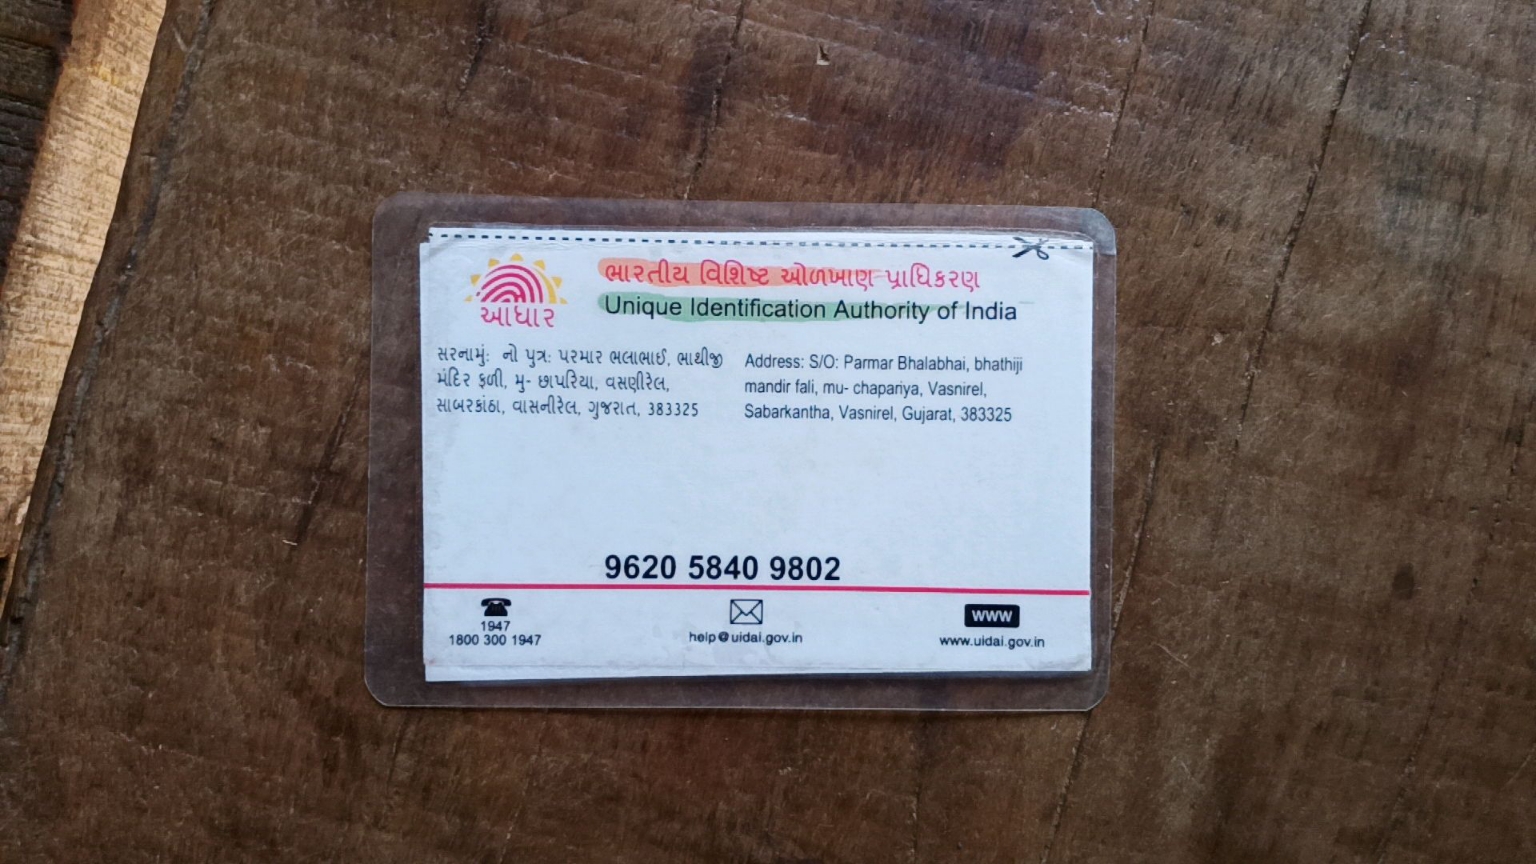 ભારતીય વિશિષ્ટ ઓળખાણ પ્રાધિકરણ
Unique Identification Authority of India
આધાર
સરનામું: નો પુત્ર: પરમાર ભલાભાઈ, ભાથીજી
મંદિર ફળી, મુ- છાપરિયા, વસણીરેલ,
સાબરકાંઠા, વાસનીરેલ, ગુજરાત, 383325
Address: S/O: Parmar Bhalabhai, bhathiji
mandir fali, mu- chapariya, Vasnirel,
Sabarkantha, Vasnirel, Gujarat, 383325
9620 5840 9802
1947
1800 300 1947
help@uidai.gov.in
www
www.uidai.gov.in